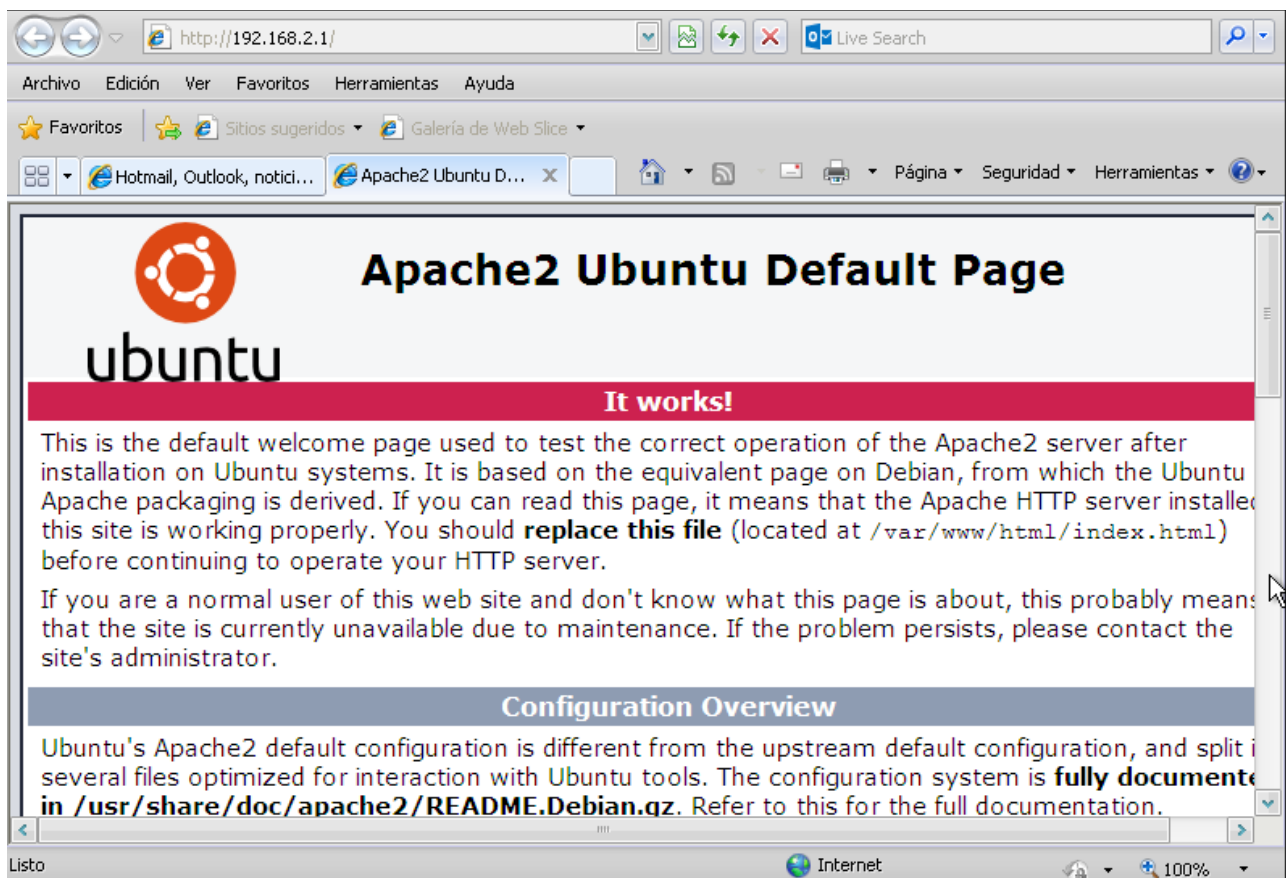 http://192.168.2.1/
Live Search
Archivo Edición Ver Favoritos Herramientas Ayuda
Favoritos Sitios sugeridos Galería de Web Slice
Hotmail, Outlook, notici... Apache2 Ubuntu D... X Página Seguridad Herramientas
ubuntu
Apache2 Ubuntu Default Page
It works!
This is the default welcome page used to test the correct operation of the Apache2 server after
installation on Ubuntu systems. It is based on the equivalent page on Debian, from which the Ubuntu
Apache packaging is derived. If you can read this page, it means that the Apache HTTP server installed
this site is working properly. You should replace this file (located at /var/www/html/index.html)
before continuing to operate your HTTP server.
If you are a normal user of this web site and don't know what this page is about, this probably means
that the site is currently unavailable due to maintenance. If the problem persists, please contact the
site's administrator.
Configuration Overview
Ubuntu's Apache2 default configuration is different from the upstream default configuration, and split i
several files optimized for interaction with Ubuntu tools. The configuration system is fully documente
in /usr/share/doc/apache2/README.Debian.gz. Refer to this for the full documentation.
Listo Internet 100%